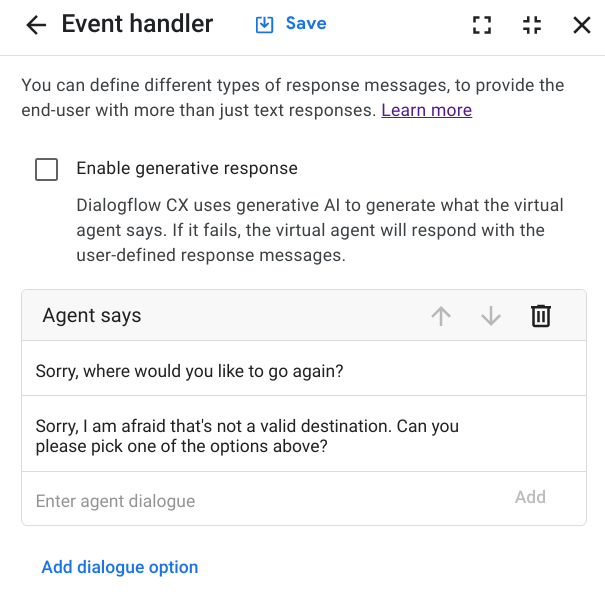 Event handler
Save
You can define different types of response messages, to provide the
end-user with more than just text responses. Learn more
Enable generative response
Dialogflow CX uses generative AI to generate what the virtual
agent says. If it fails, the virtual agent will respond with the
user-defined response messages.
Agent says
Sorry, where would you like to go again?
Sorry, I am afraid that's not a valid destination. Can you
please pick one of the options above?
Enter agent dialogue
Add
Add dialogue option